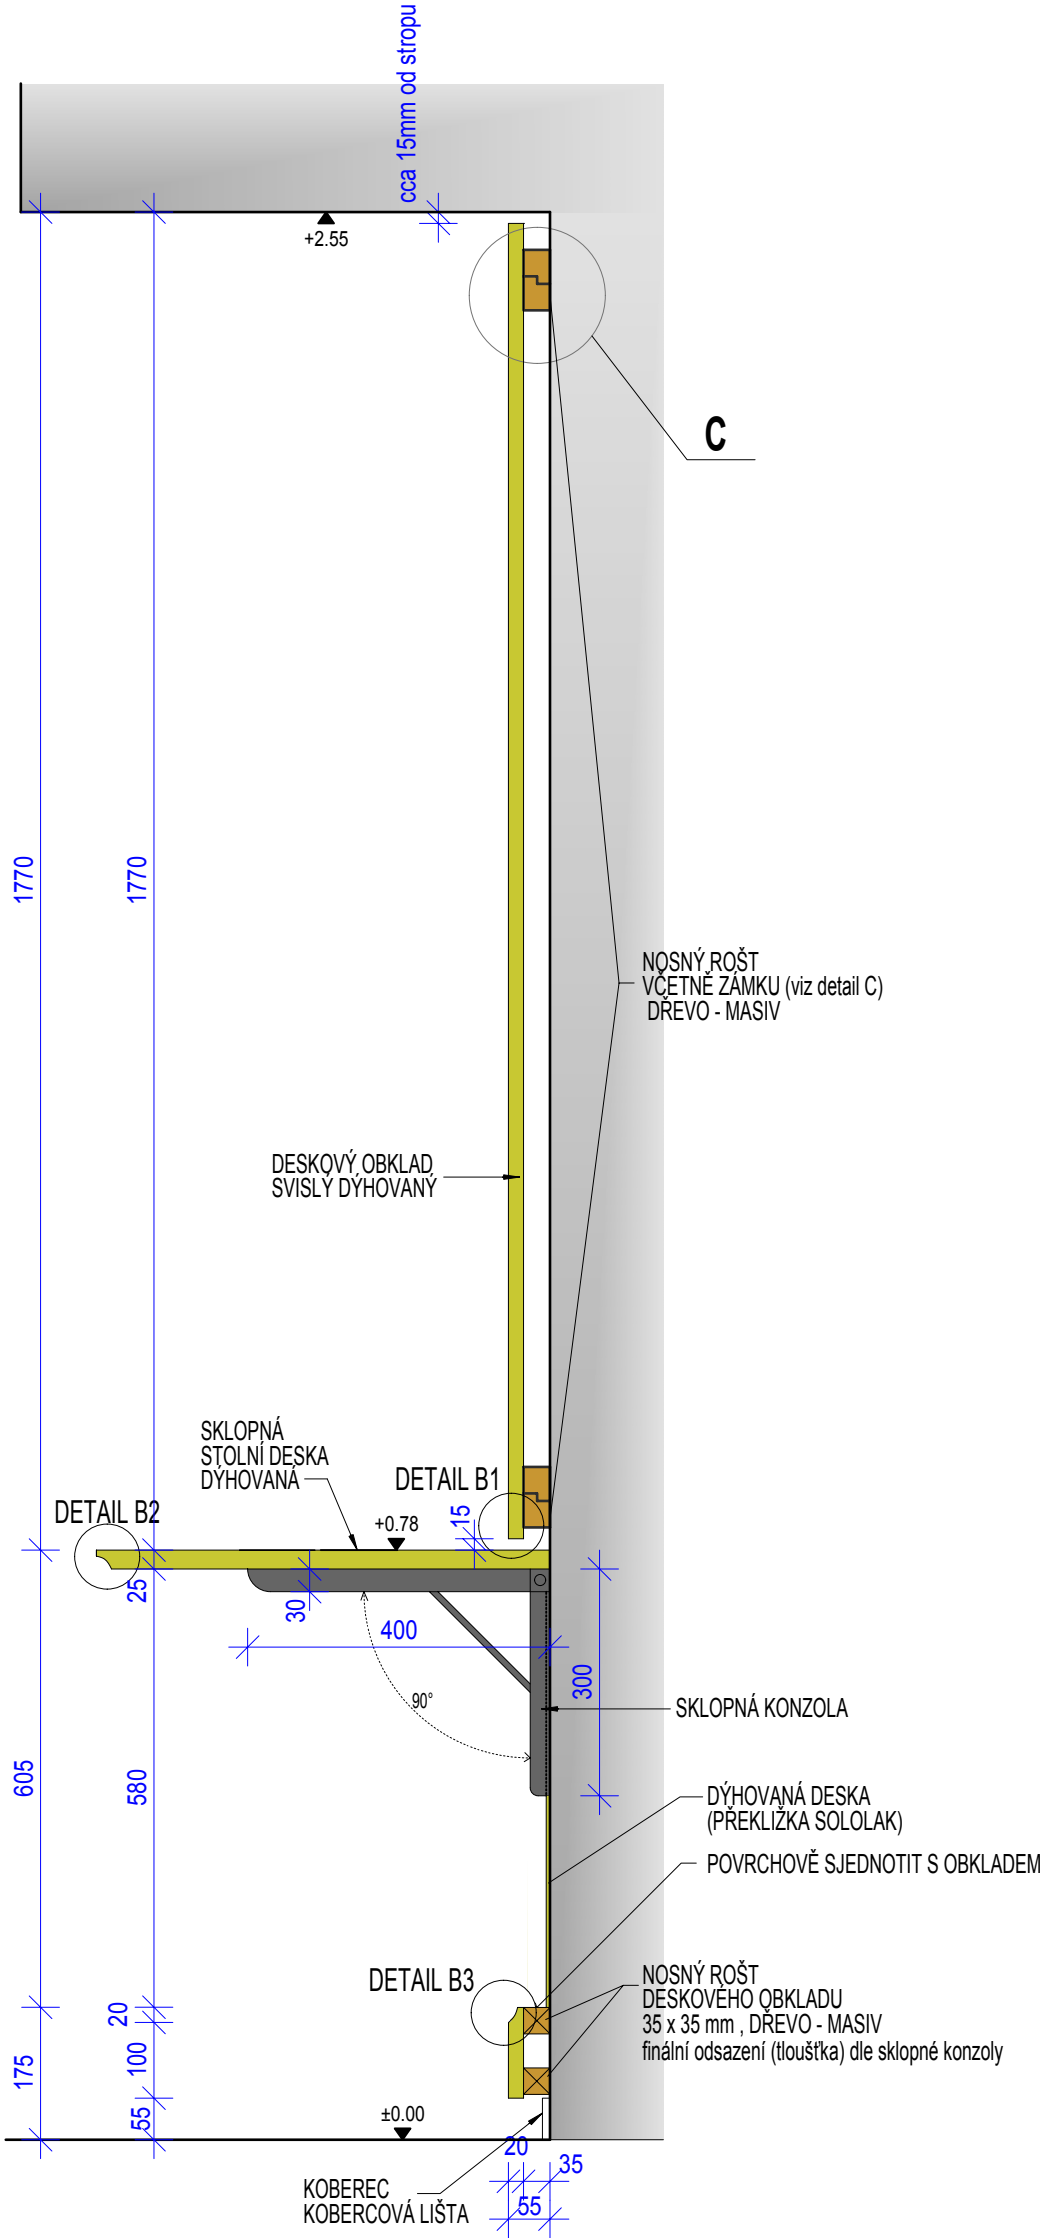 cca 15mm od stropu
+2.55
C
1770
1770
NOSNÝ ROŠT
VČETNĚ ZÁMKU (viz detail C)
DŘEVO - MASIV
DESKOVÝ OBKLAD
SVISLÝ DÝHOVANÝ
SKLOPNÁ
STOLNÍ DESKA
DÝHOVANÁ
DETAIL B1
DETAIL B2
+0.78
15
25
30
400
300
90°
SKLOPNÁ KONZOLA
605
580
DÝHOVANÁ DESKA
(PŘEKLIŽKA SOLOLAK)
POVRCHOVĚ SJEDNOTIT S OBKLADEM
DETAIL B3
NOSNÝ ROŠT
DESKOVÉHO OBKLADU
35 x 35 mm , DŘEVO - MASIV
finální odsazení (tloušťka) dle sklopné konzoly
20
175
100
55
±0.00
20
35
55
KOBEREC
KOBERCOVÁ LIŠTA